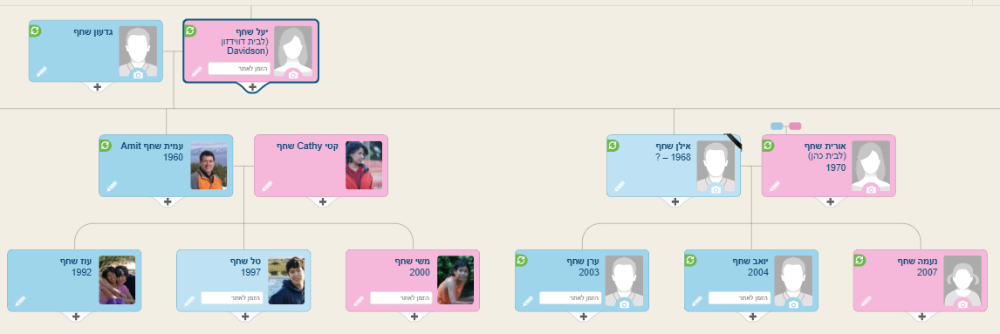 גדעון שחף
יעל שחף
(לבית דווידזון
Davidson)
הזמן לאתר
עמית שחף Amit
1960
קטי Cathy שחף
אילן שחף
1968 – ?
אורית שחף
(לבית כהן)
1970
עוז שחף
1992
טל שחף
1997
הזמן לאתר
משי שחף
2000
הזמן לאתר
ערן שחף
2003
הזמן לאתר
יואב שחף
2004
הזמן לאתר
נעמה שחף
2007